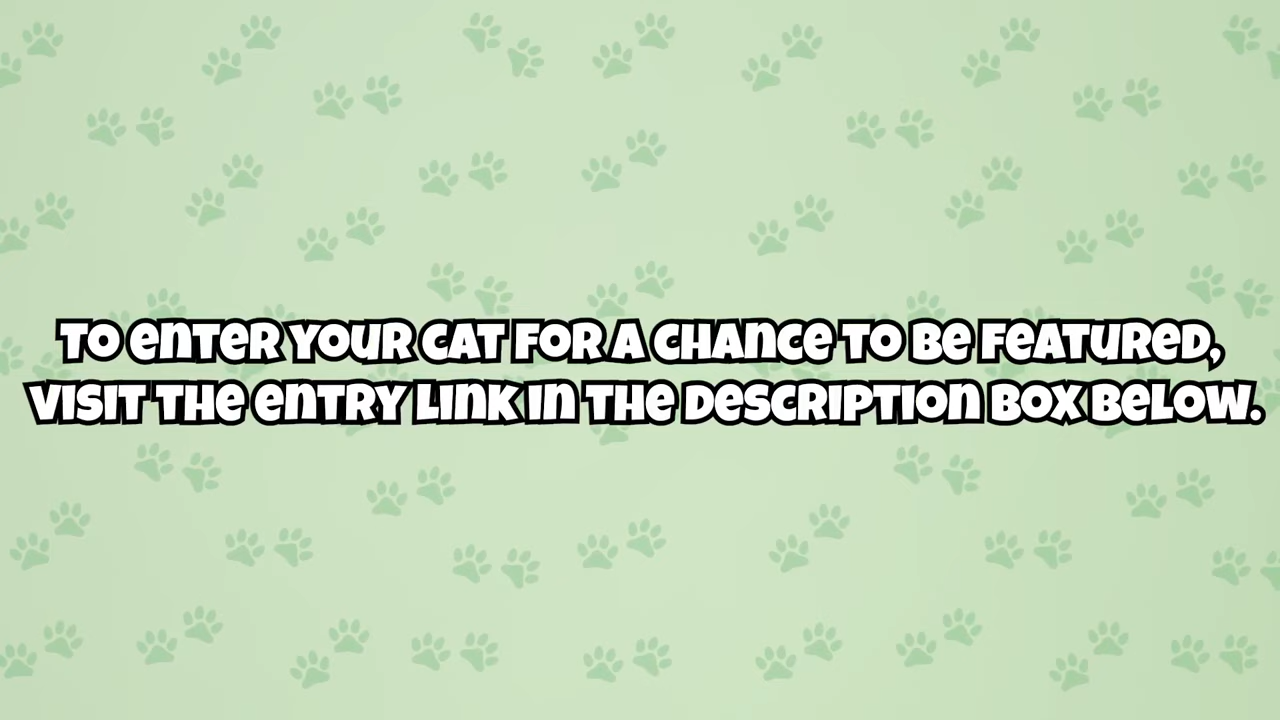 To enter your cat for a chance to be featured,
visit the entry link in the description box below.